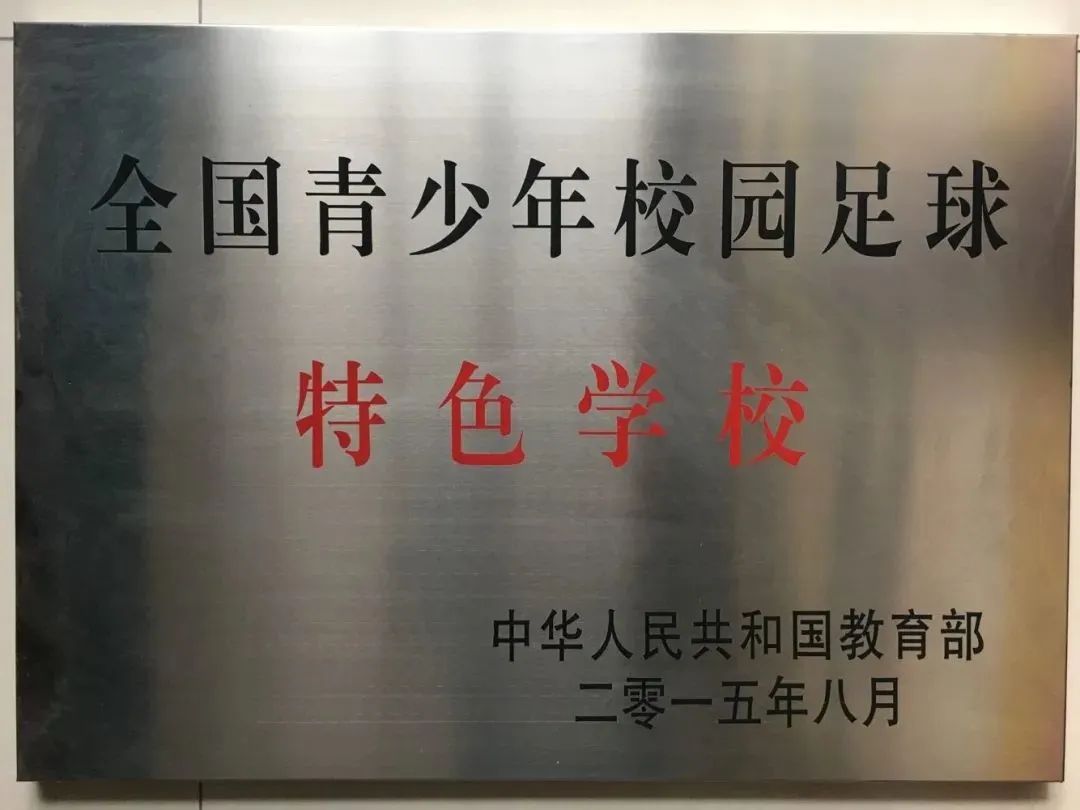 全国青少年校园足球
特色学校
中华人民共和国教育部
二零一五年八月